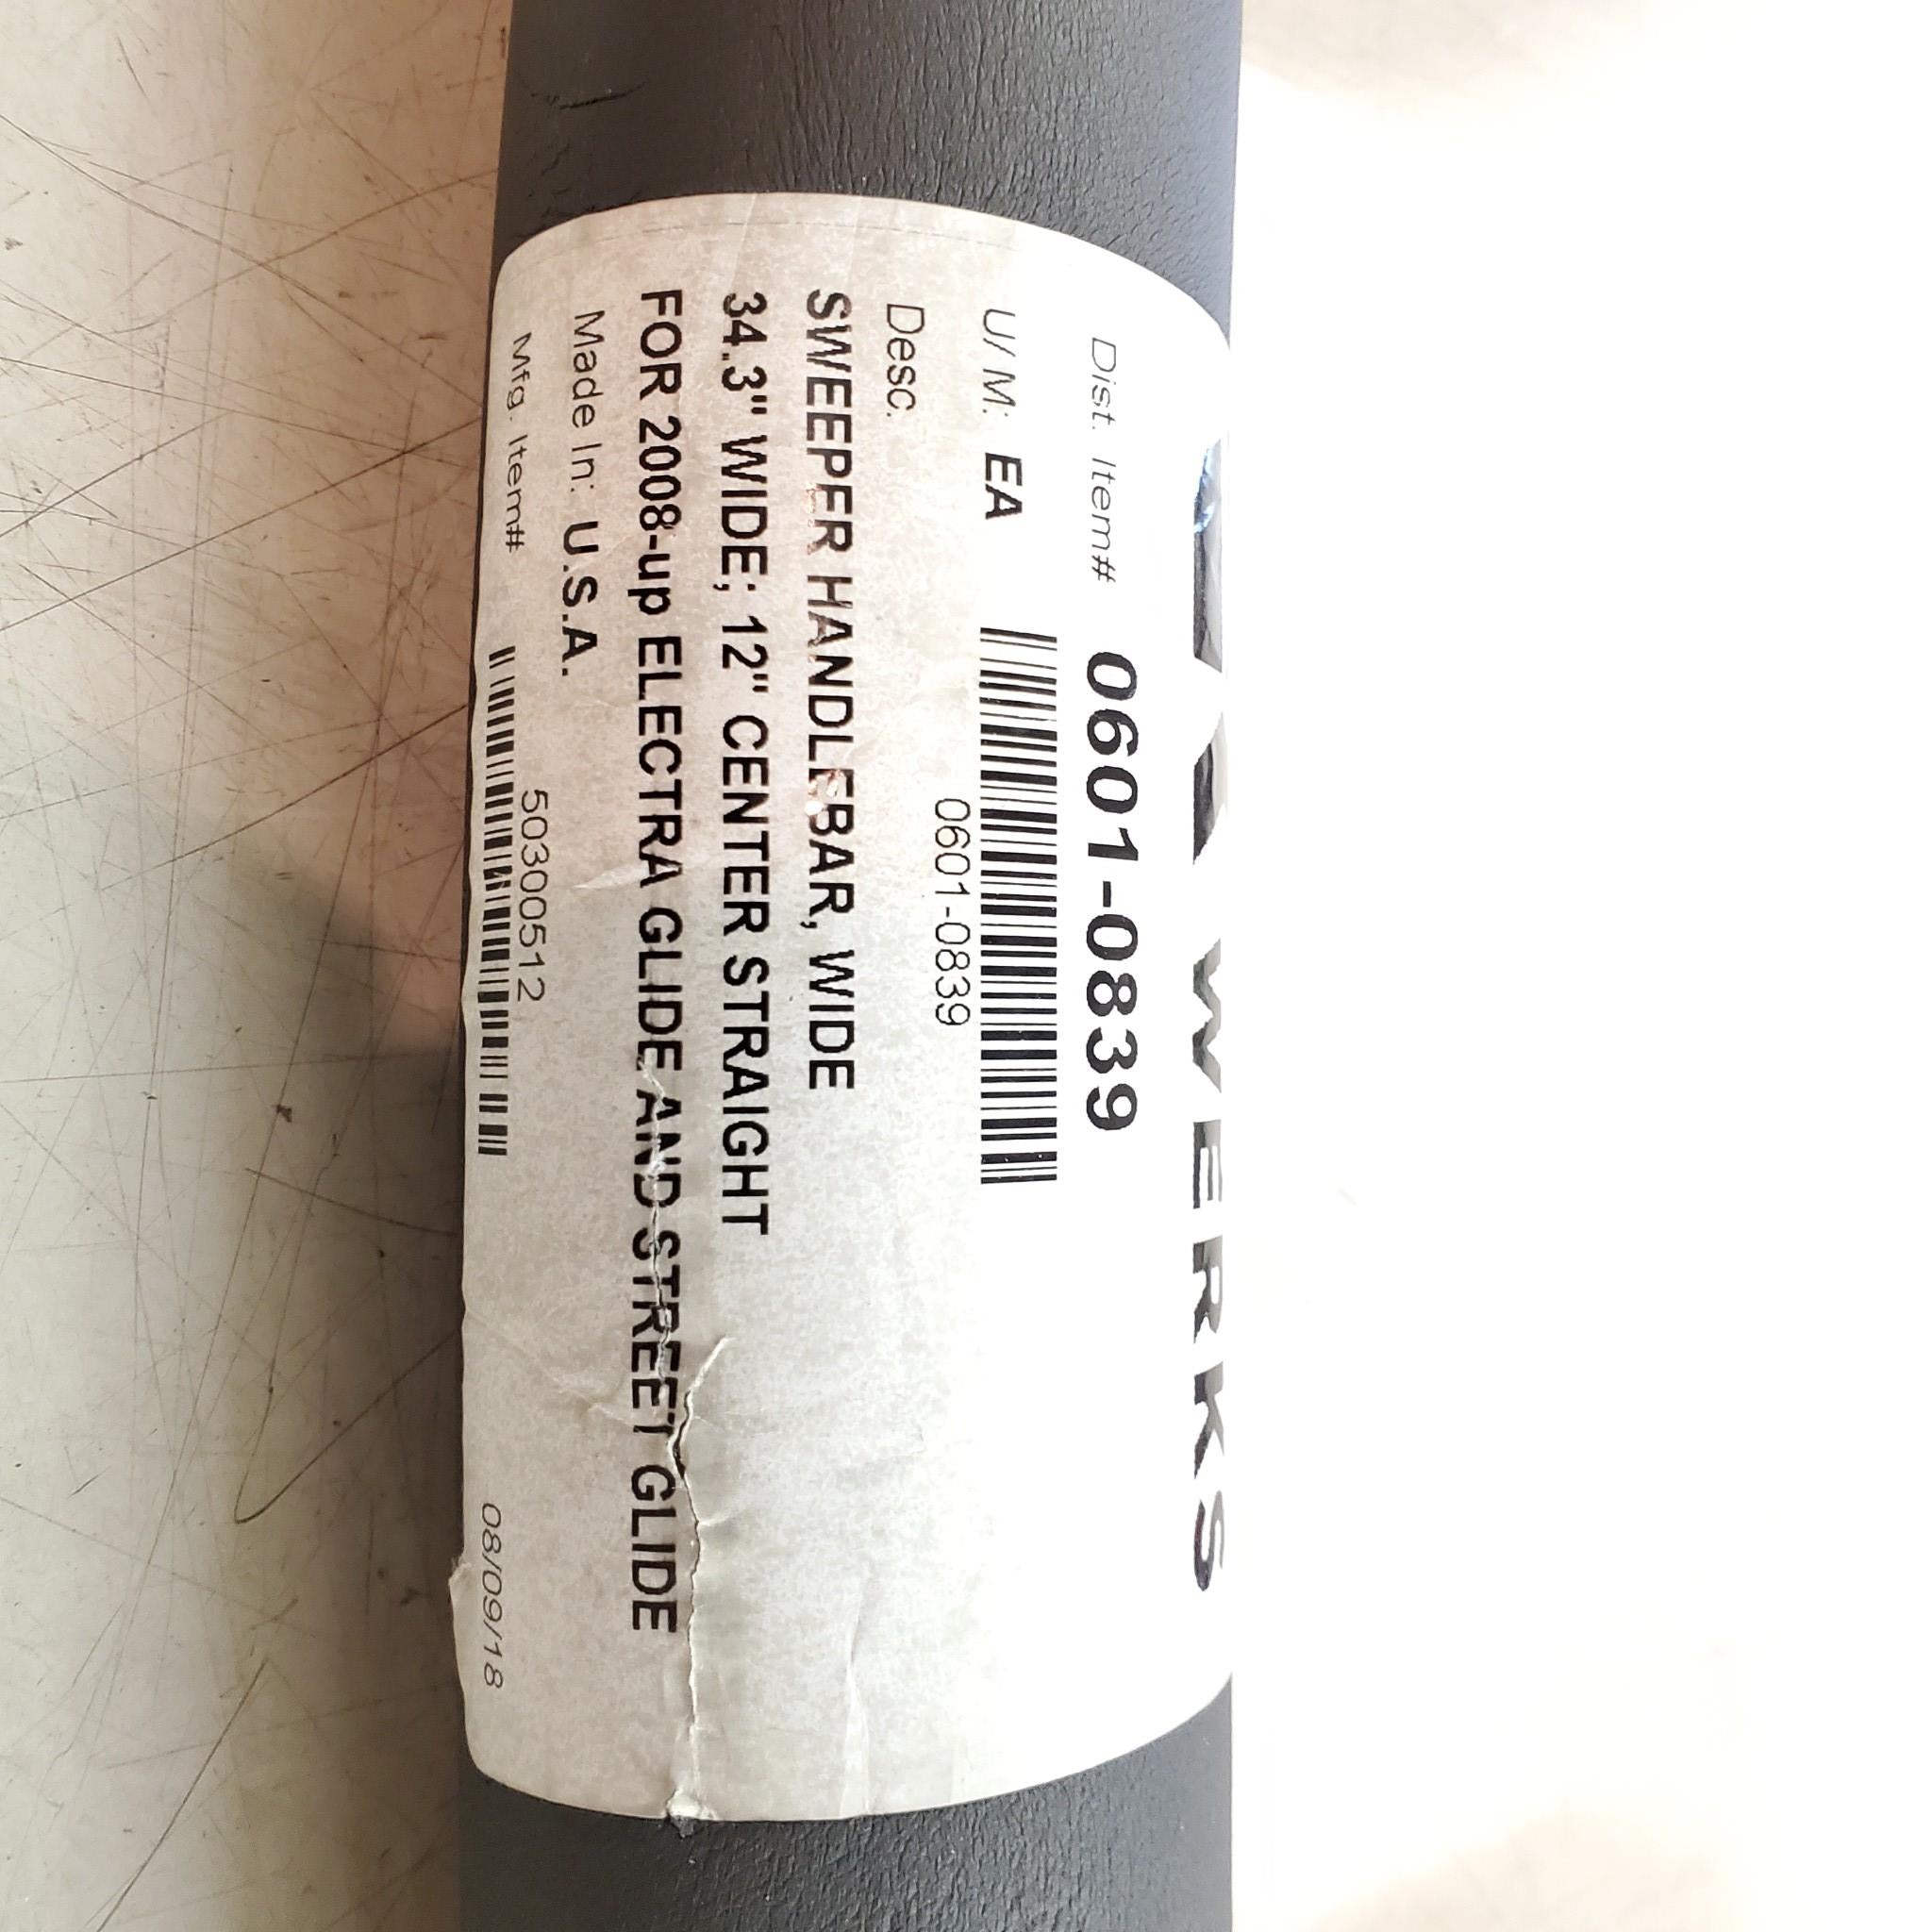 WERKS
Dist. Item# 0601-0839
U/M: EA
0601-0839
Desc.
SWEEPER HANDLEBAR, WIDE
34.3" WIDE; 12" CENTER STRAIGHT
FOR 2008-up ELECTRA GLIDE AND STREET GLIDE
Made In: U.S.A.
50300512
Mfg. Item#
08/09/18